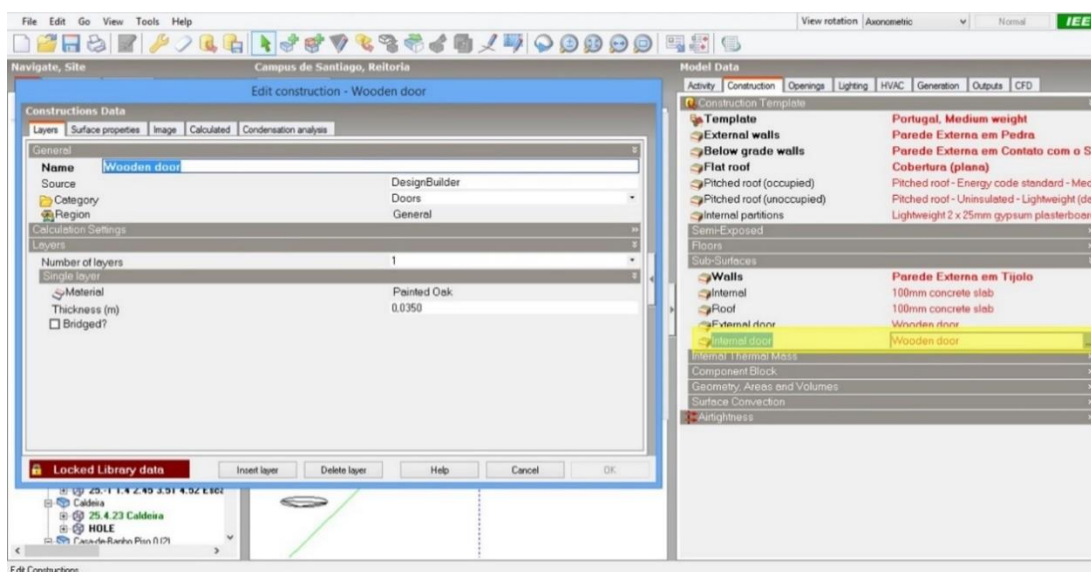 File Edit Go View Tools Help
View rotation Axonometric Normal
Navigate, Site
Campus de Santiago, Reitoria
Model Data
Edit construction - Wooden door
Constructions Data
Layers Surface properties Image Calculated Condensation analysis
General
Name Wooden door
Source DesignBuilder
Category Doors
Region General
Calculation Settings
Layers
Number of layers 1
Single layer
Material Painted Oak
Thickness (m) 0,0350
Bridged?
Locked Library data
Insert layer Delete layer Help Cancel OK
Caldeira
25.4.23 Caldeira
HOLE
Casa-de-Banho Piso 0 (2)
Edit Constructions
Activity Construction Openings Lighting HVAC Generation Outputs CFD
Construction Template
Template Portugal, Medium weight
External walls Parede Externa em Pedra
Below grade walls Parede Externa em Contato com o S
Flat roof Cobertura (plana)
Pitched roof (occupied) Pitched roof - Energy code standard - Med
Pitched roof (unoccupied) Pitched roof - Uninsulated - Lightweight (de
Internal partitions Lightweight 2 x 25mm gypsum plasterboar
Semi-Exposed
Floors
Sub-Surfaces
Walls Parede Externa em Tijolo
Internal 100mm concrete slab
Roof 100mm concrete slab
External door Wooden door
Internal door Wooden door
Internal Thermal Mass
Component Block
Geometry, Areas and Volumes
Surface Convection
Airtightness